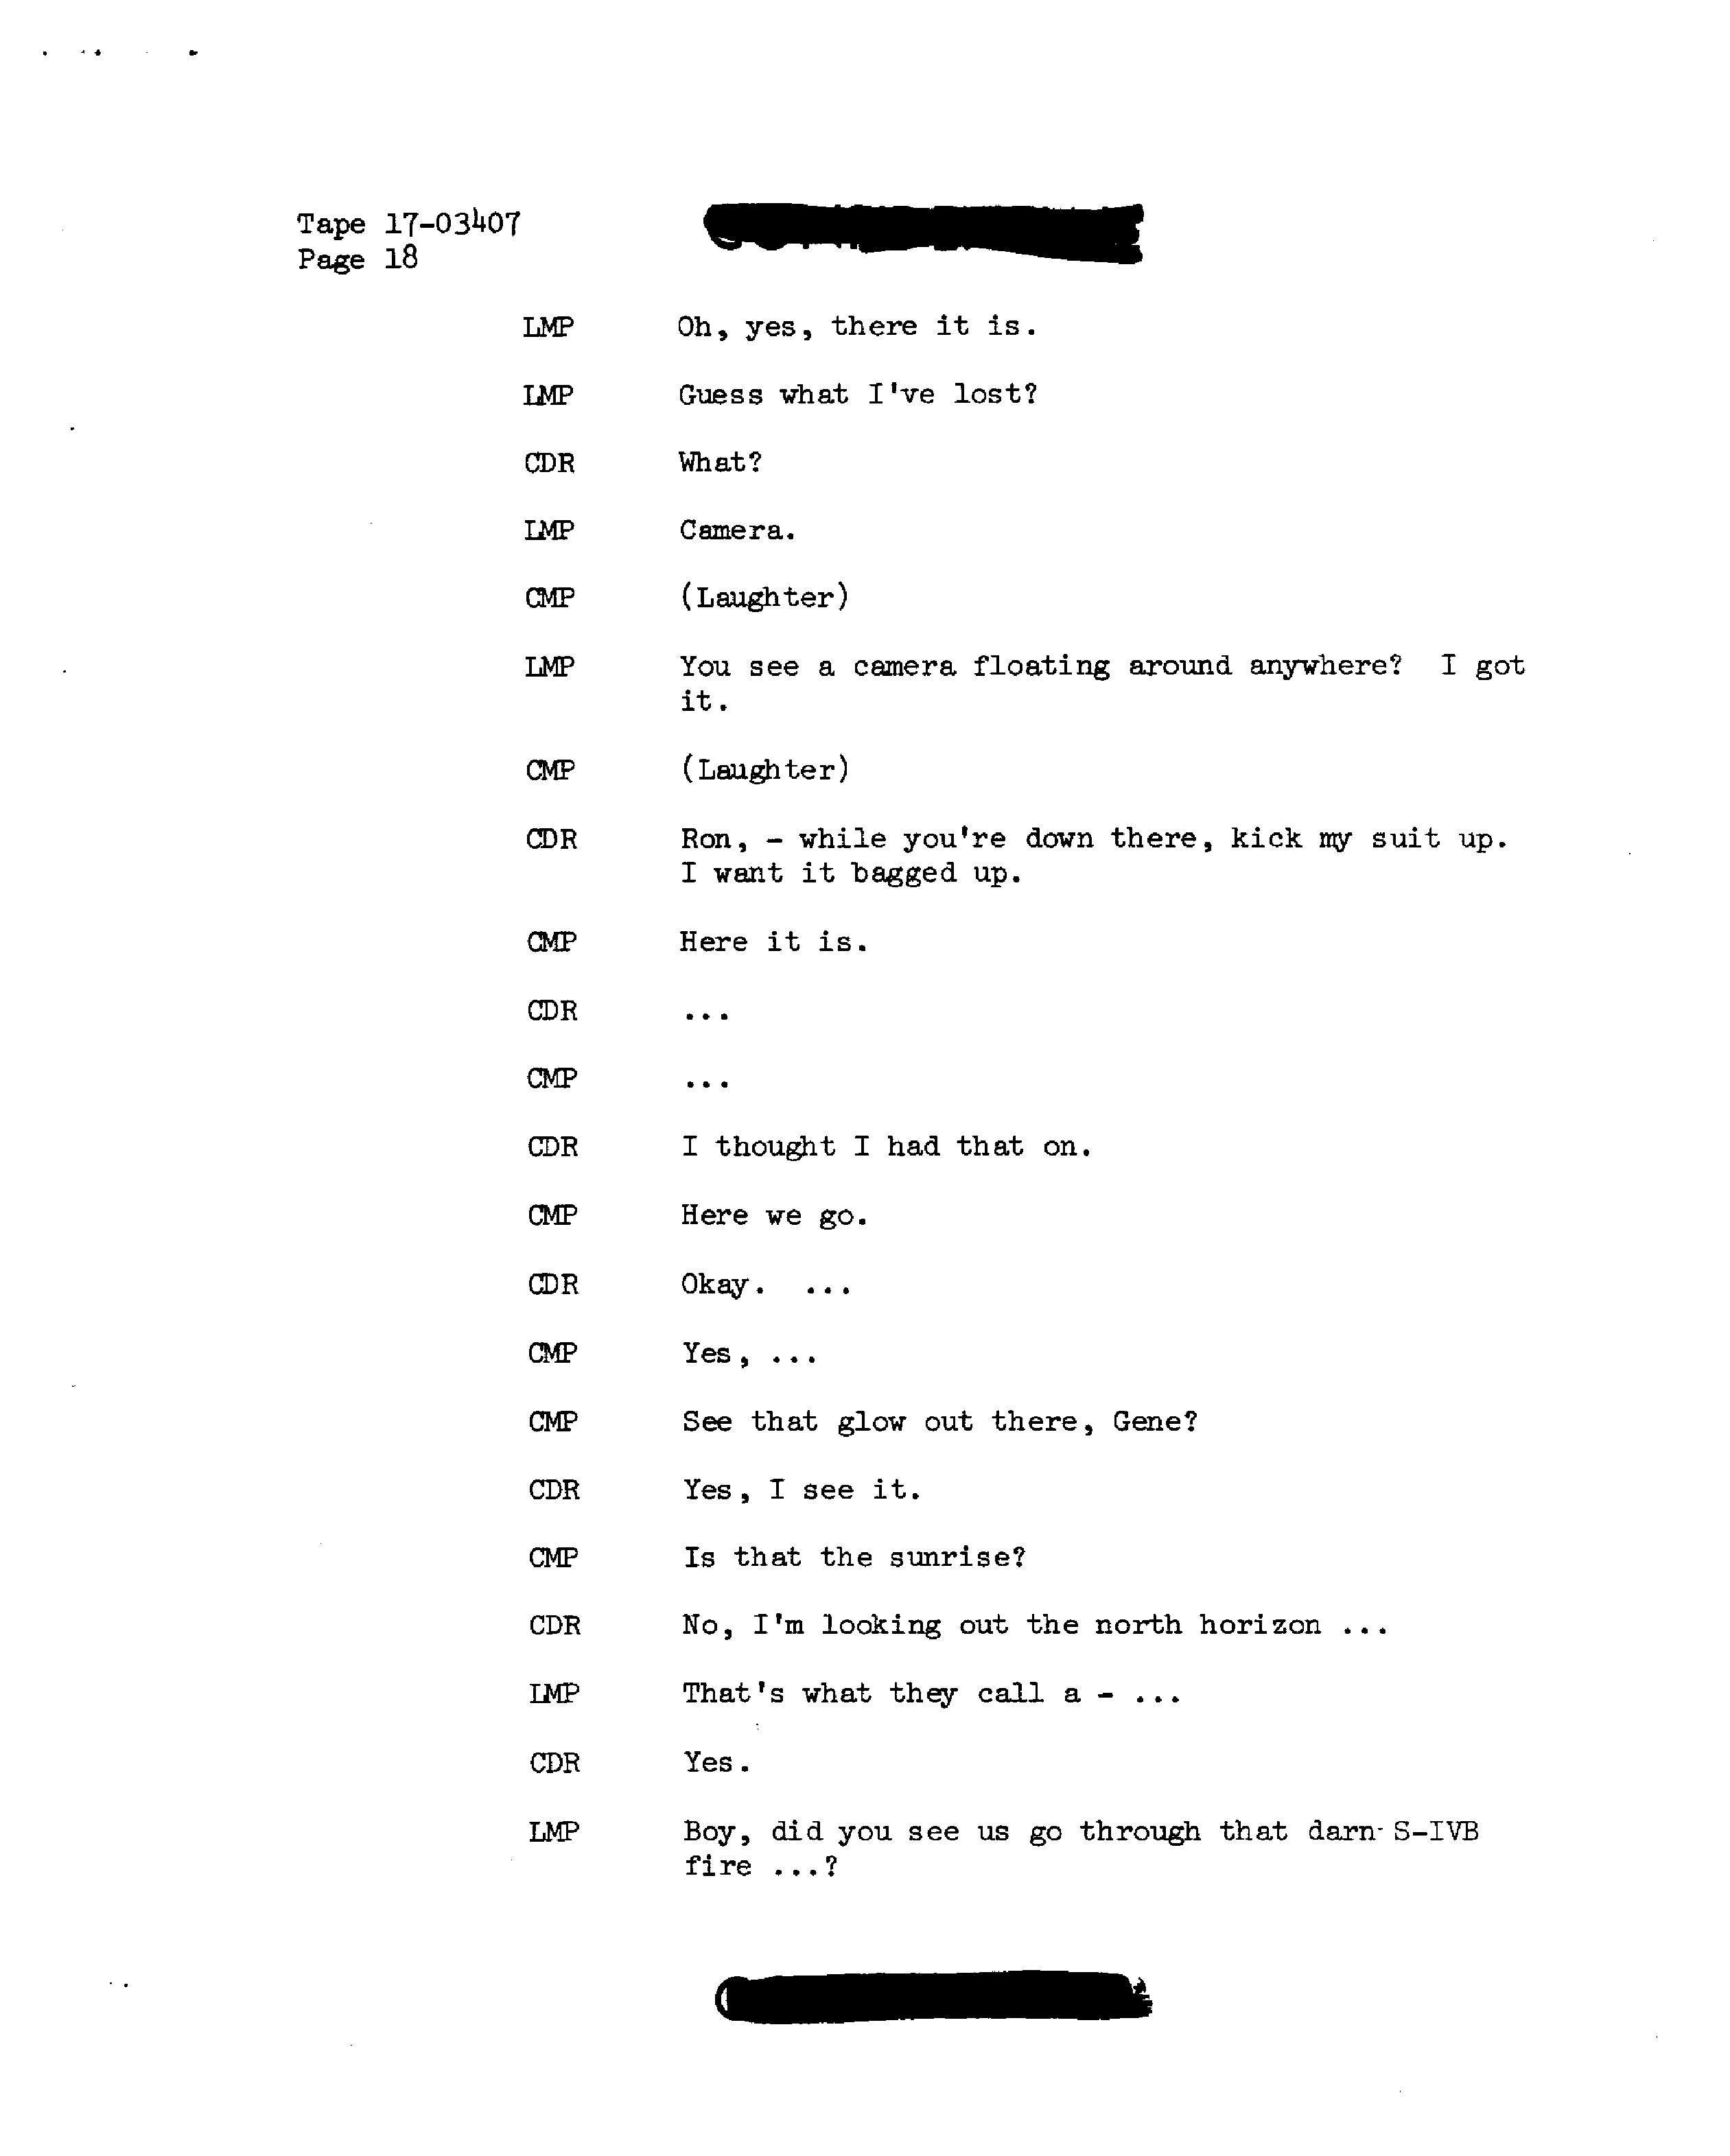 Tape 17-03407
Page 18
LMP Oh, yes, there it is.
LMP Guess what I've lost?
CDR What?
LMP Camera.
CMP (Laughter)
LMP You see a camera floating around anywhere? I got
it.
CMP (Laughter)
CDR Ron, - while you're down there, kick my suit up.
I want it bagged up.
CMP Here it is.
CDR ...
CMP ...
CDR I thought I had that on.
CMP Here we go.
CDR Okay. ...
CMP Yes, ...
CMP See that glow out there, Gene?
CDR Yes, I see it.
CMP Is that the sunrise?
CDR No, I'm looking out the north horizon ...
LMP That's what they call a - ...
CDR Yes.
LMP Boy, did you see us go through that darn S-IVB
fire ...?